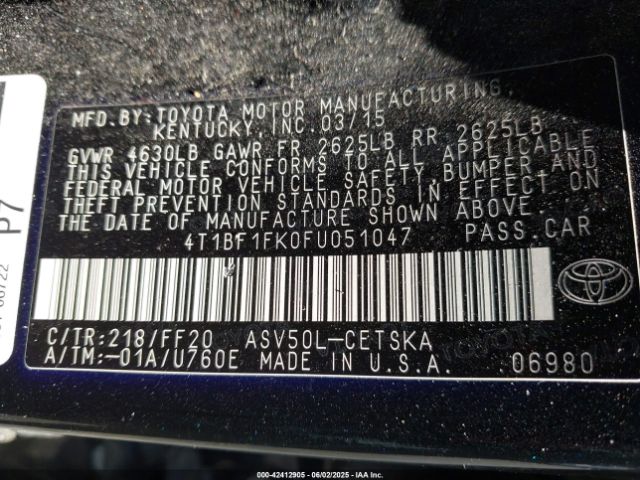 MFD. BY: TOYOTA MOTOR MANUFACTURING,
KENTUCKY, INC. 03/15
GVWR 4630LB GAWR FR 2625LB RR 2625LB
THIS VEHICLE CONFORMS TO ALL APPLICABLE
FEDERAL MOTOR VEHICLE SAFETY, BUMPER, AND
THEFT PREVENTION STANDARDS IN EFFECT ON
THE DATE OF MANUFACTURE SHOWN ABOVE.
4T1BF1FK0FU051047 PASS.CAR
C/TR:218/FF20 ASV50L-CETSKA
A/TM:-01A/U760E MADE IN U.S.A. 06980
TOYOTA
P7
000-42412905 - 06/02/2025 - IAAI